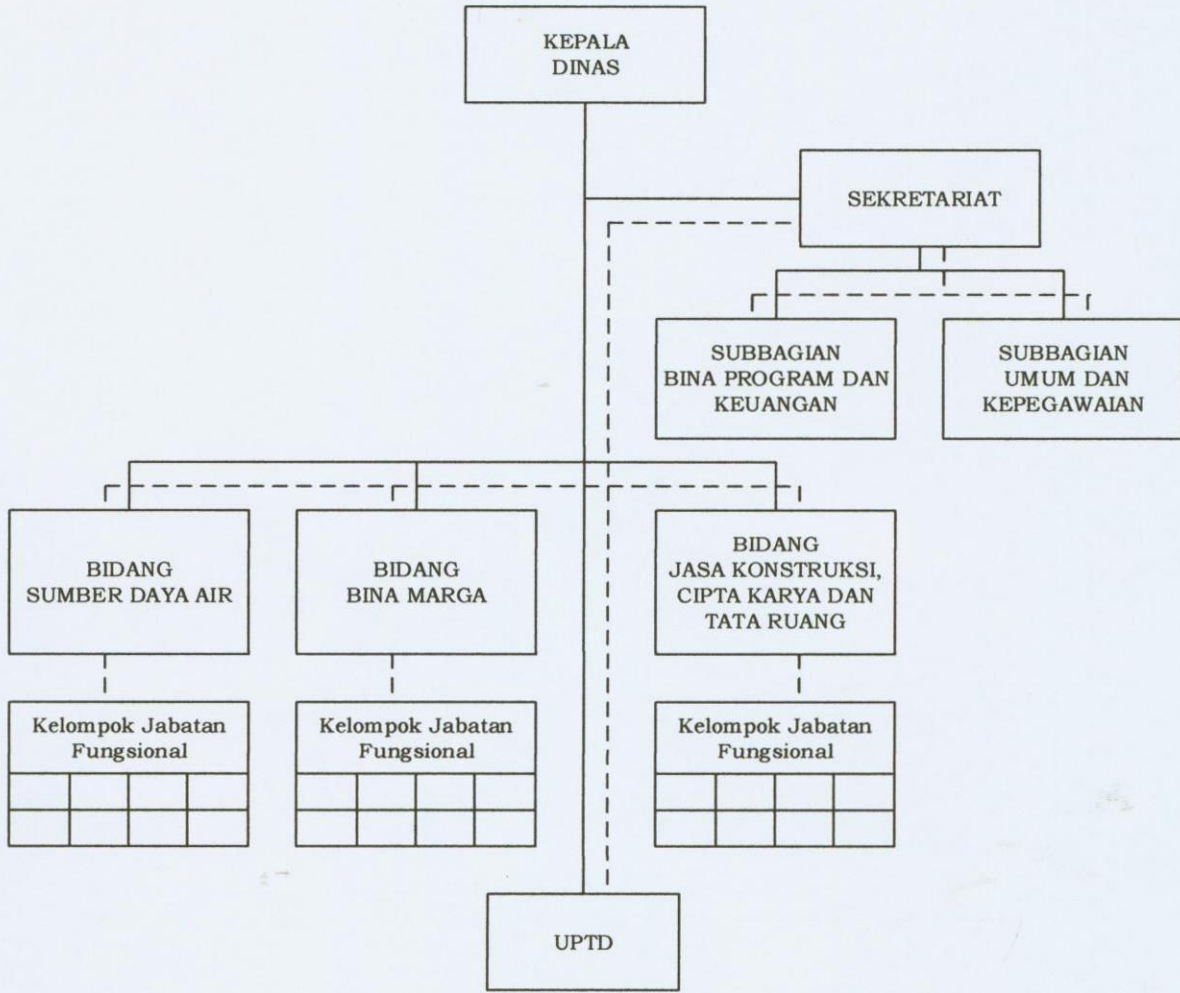 KEPALA
DINAS
SEKRETARIAT
SUBBAGIAN
BINA PROGRAM DAN
KEUANGAN
SUBBAGIAN
UMUM DAN
KEPEGAWAIAN
BIDANG
SUMBER DAYA AIR
BIDANG
BINA MARGA
BIDANG
JASA KONSTRUKSI,
CIPTA KARYA DAN
TATA RUANG
Kelompok Jabatan
Fungsional
Kelompok Jabatan
Fungsional
Kelompok Jabatan
Fungsional
UPTD